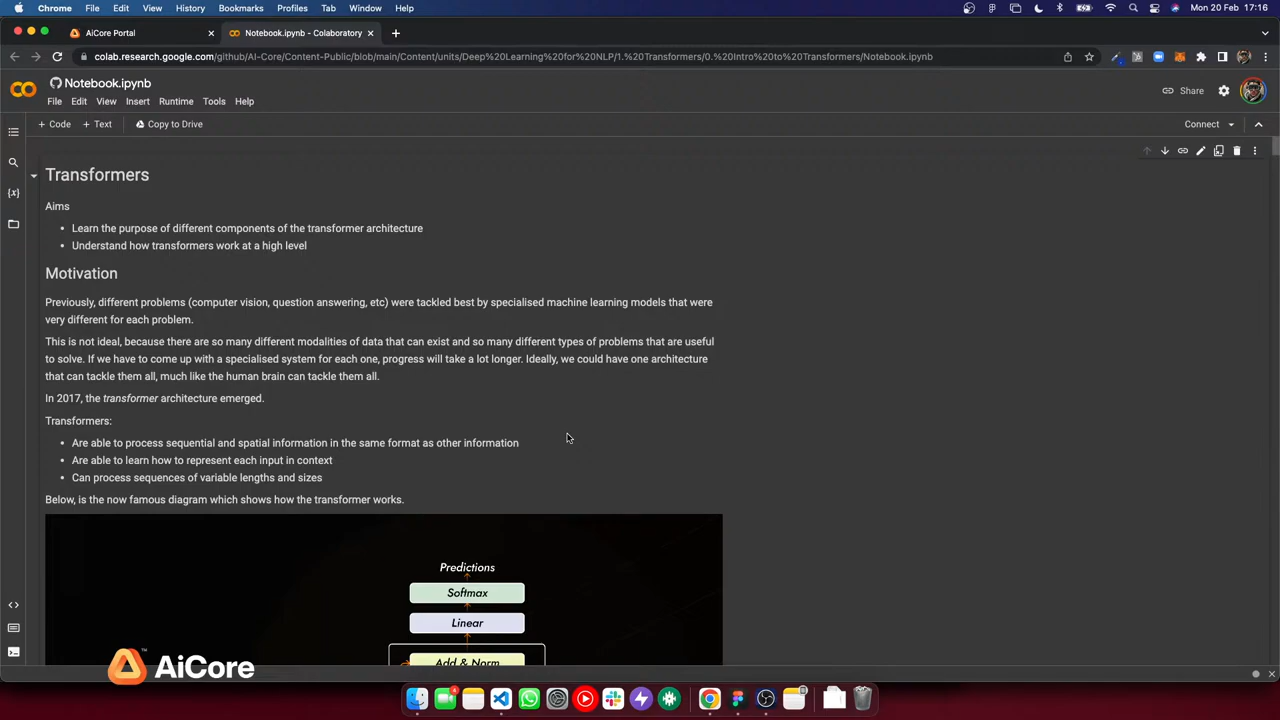 Chrome File Edit View History Bookmarks Profiles Tab Window Help Mon 20 Feb 17:16
AiCore Portal Notebook.ipynb - Colaboratory
colab.research.google.com/github/AI-Core/Content-Public/blob/main/Content/units/Deep%20Learning%20for%20NLP/1.%20Transformers/0.%20Intro%20to%20Transformers/Notebook.ipynb
Notebook.ipynb
File Edit View Insert Runtime Tools Help
Share
+ Code + Text Copy to Drive
Connect
{x}
Transformers
Aims
• Learn the purpose of different components of the transformer architecture
• Understand how transformers work at a high level
Motivation
Previously, different problems (computer vision, question answering, etc) were tackled best by specialised machine learning models that were
very different for each problem.
This is not ideal, because there are so many different modalities of data that can exist and so many different types of problems that are useful
to solve. If we have to come up with a specialised system for each one, progress will take a lot longer. Ideally, we could have one architecture
that can tackle them all, much like the human brain can tackle them all.
In 2017, the transformer architecture emerged.
Transformers:
• Are able to process sequential and spatial information in the same format as other information
• Are able to learn how to represent each input in context
• Can process sequences of variable lengths and sizes
Below, is the now famous diagram which shows how the transformer works.
Predictions
Softmax
Linear
Add & Norm
AiCore
4